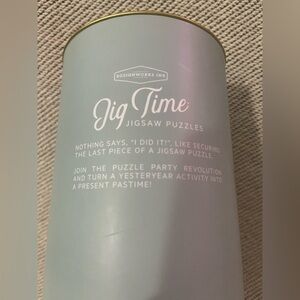 DESIGNWORKS INK
Jig Time
JIGSAW PUZZLES
NOTHING SAYS, "I DID IT!", LIKE SECURING
THE LAST PIECE OF A JIGSAW PUZZLE.
JOIN THE PUZZLE PARTY REVOLUTION
AND TURN A YESTERYEAR ACTIVITY INTO
A PRESENT PASTIME!